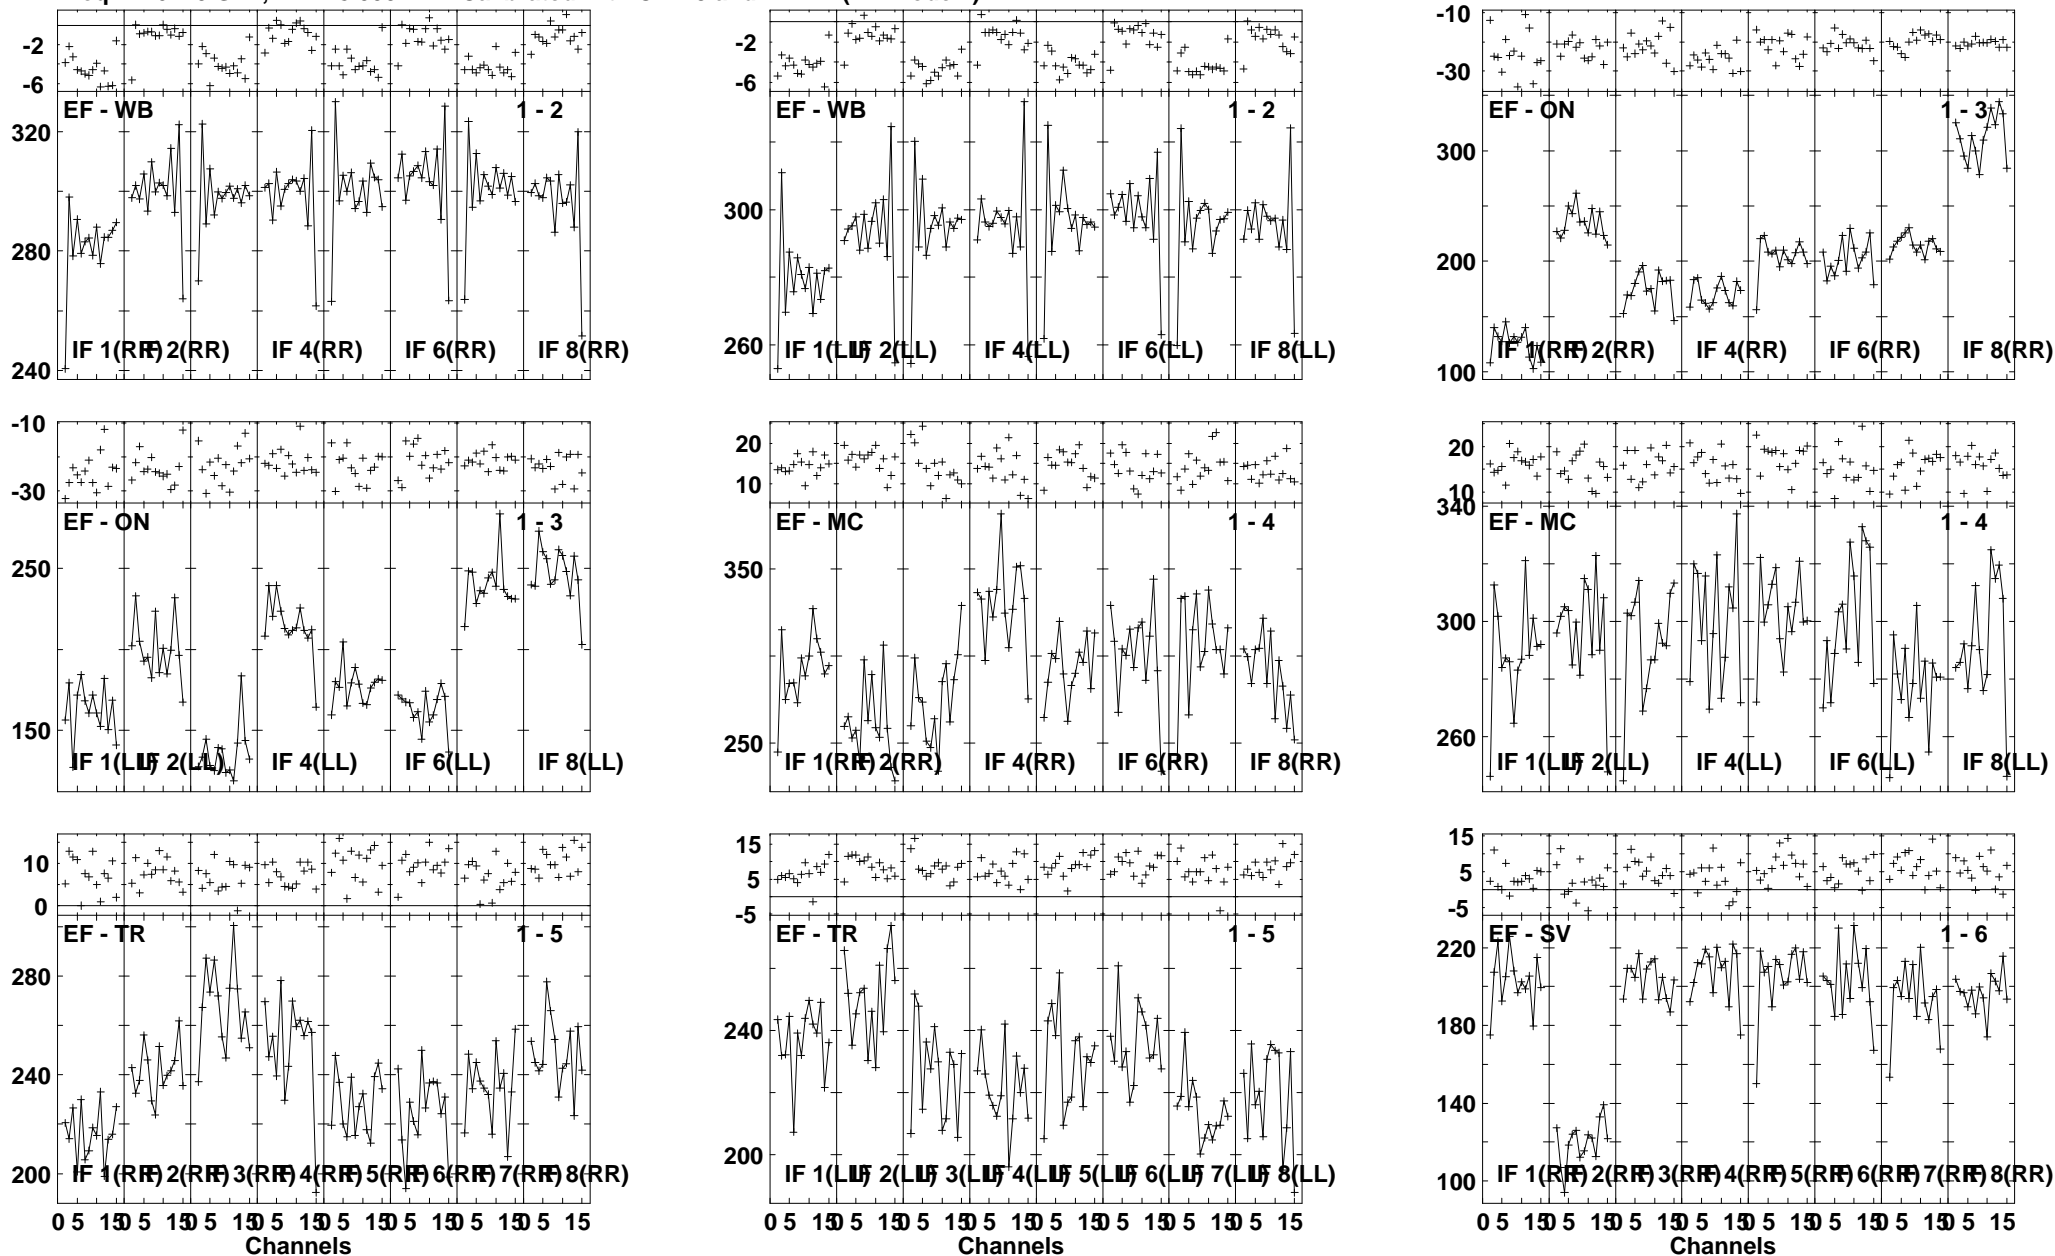 -2
-6
EF - WB 1 - 2
320
280
240
IF 1(RR) IF 2(RR) IF 4(RR) IF 6(RR) IF 8(RR)
-2
-6
EF - WB 1 - 2
300
260
IF 1(LL) IF 2(LL) IF 4(LL) IF 6(LL) IF 8(LL)
-10
-30
EF - ON 1 - 3
300
200
100
IF 1(RR) IF 2(RR) IF 4(RR) IF 6(RR) IF 8(RR)
-10
-30
EF - ON 1 - 3
250
150
IF 1(LL) IF 2(LL) IF 4(LL) IF 6(LL) IF 8(LL)
20
10
EF - MC 1 - 4
350
250
IF 1(RR) IF 2(RR) IF 4(RR) IF 6(RR) IF 8(RR)
20
10
340
EF - MC 1 - 4
300
260
IF 1(LL) IF 2(LL) IF 4(LL) IF 6(LL) IF 8(LL)
10
0
EF - TR 1 - 5
280
240
200
IF 1(RR) IF 2(RR) IF 3(RR) IF 4(RR) IF 5(RR) IF 6(RR) IF 7(RR) IF 8(RR)
0 5 15 0 5 15 0 5 15 0 5 15 0 5 15 0 5 15 0 5 15 0 5 15
Channels
15
5
-5
EF - TR 1 - 5
240
200
IF 1(LL) IF 2(LL) IF 3(LL) IF 4(LL) IF 5(LL) IF 6(LL) IF 7(LL) IF 8(LL)
0 5 15 0 5 15 0 5 15 0 5 15 0 5 15 0 5 15 0 5 15 0 5 15
Channels
15
5
-5
EF - SV 1 - 6
220
180
140
100
IF 1(RR) IF 2(RR) IF 3(RR) IF 4(RR) IF 5(RR) IF 6(RR) IF 7(RR) IF 8(RR)
0 5 15 0 5 15 0 5 15 0 5 15 0 5 15 0 5 15 0 5 15 0 5 15
Channels